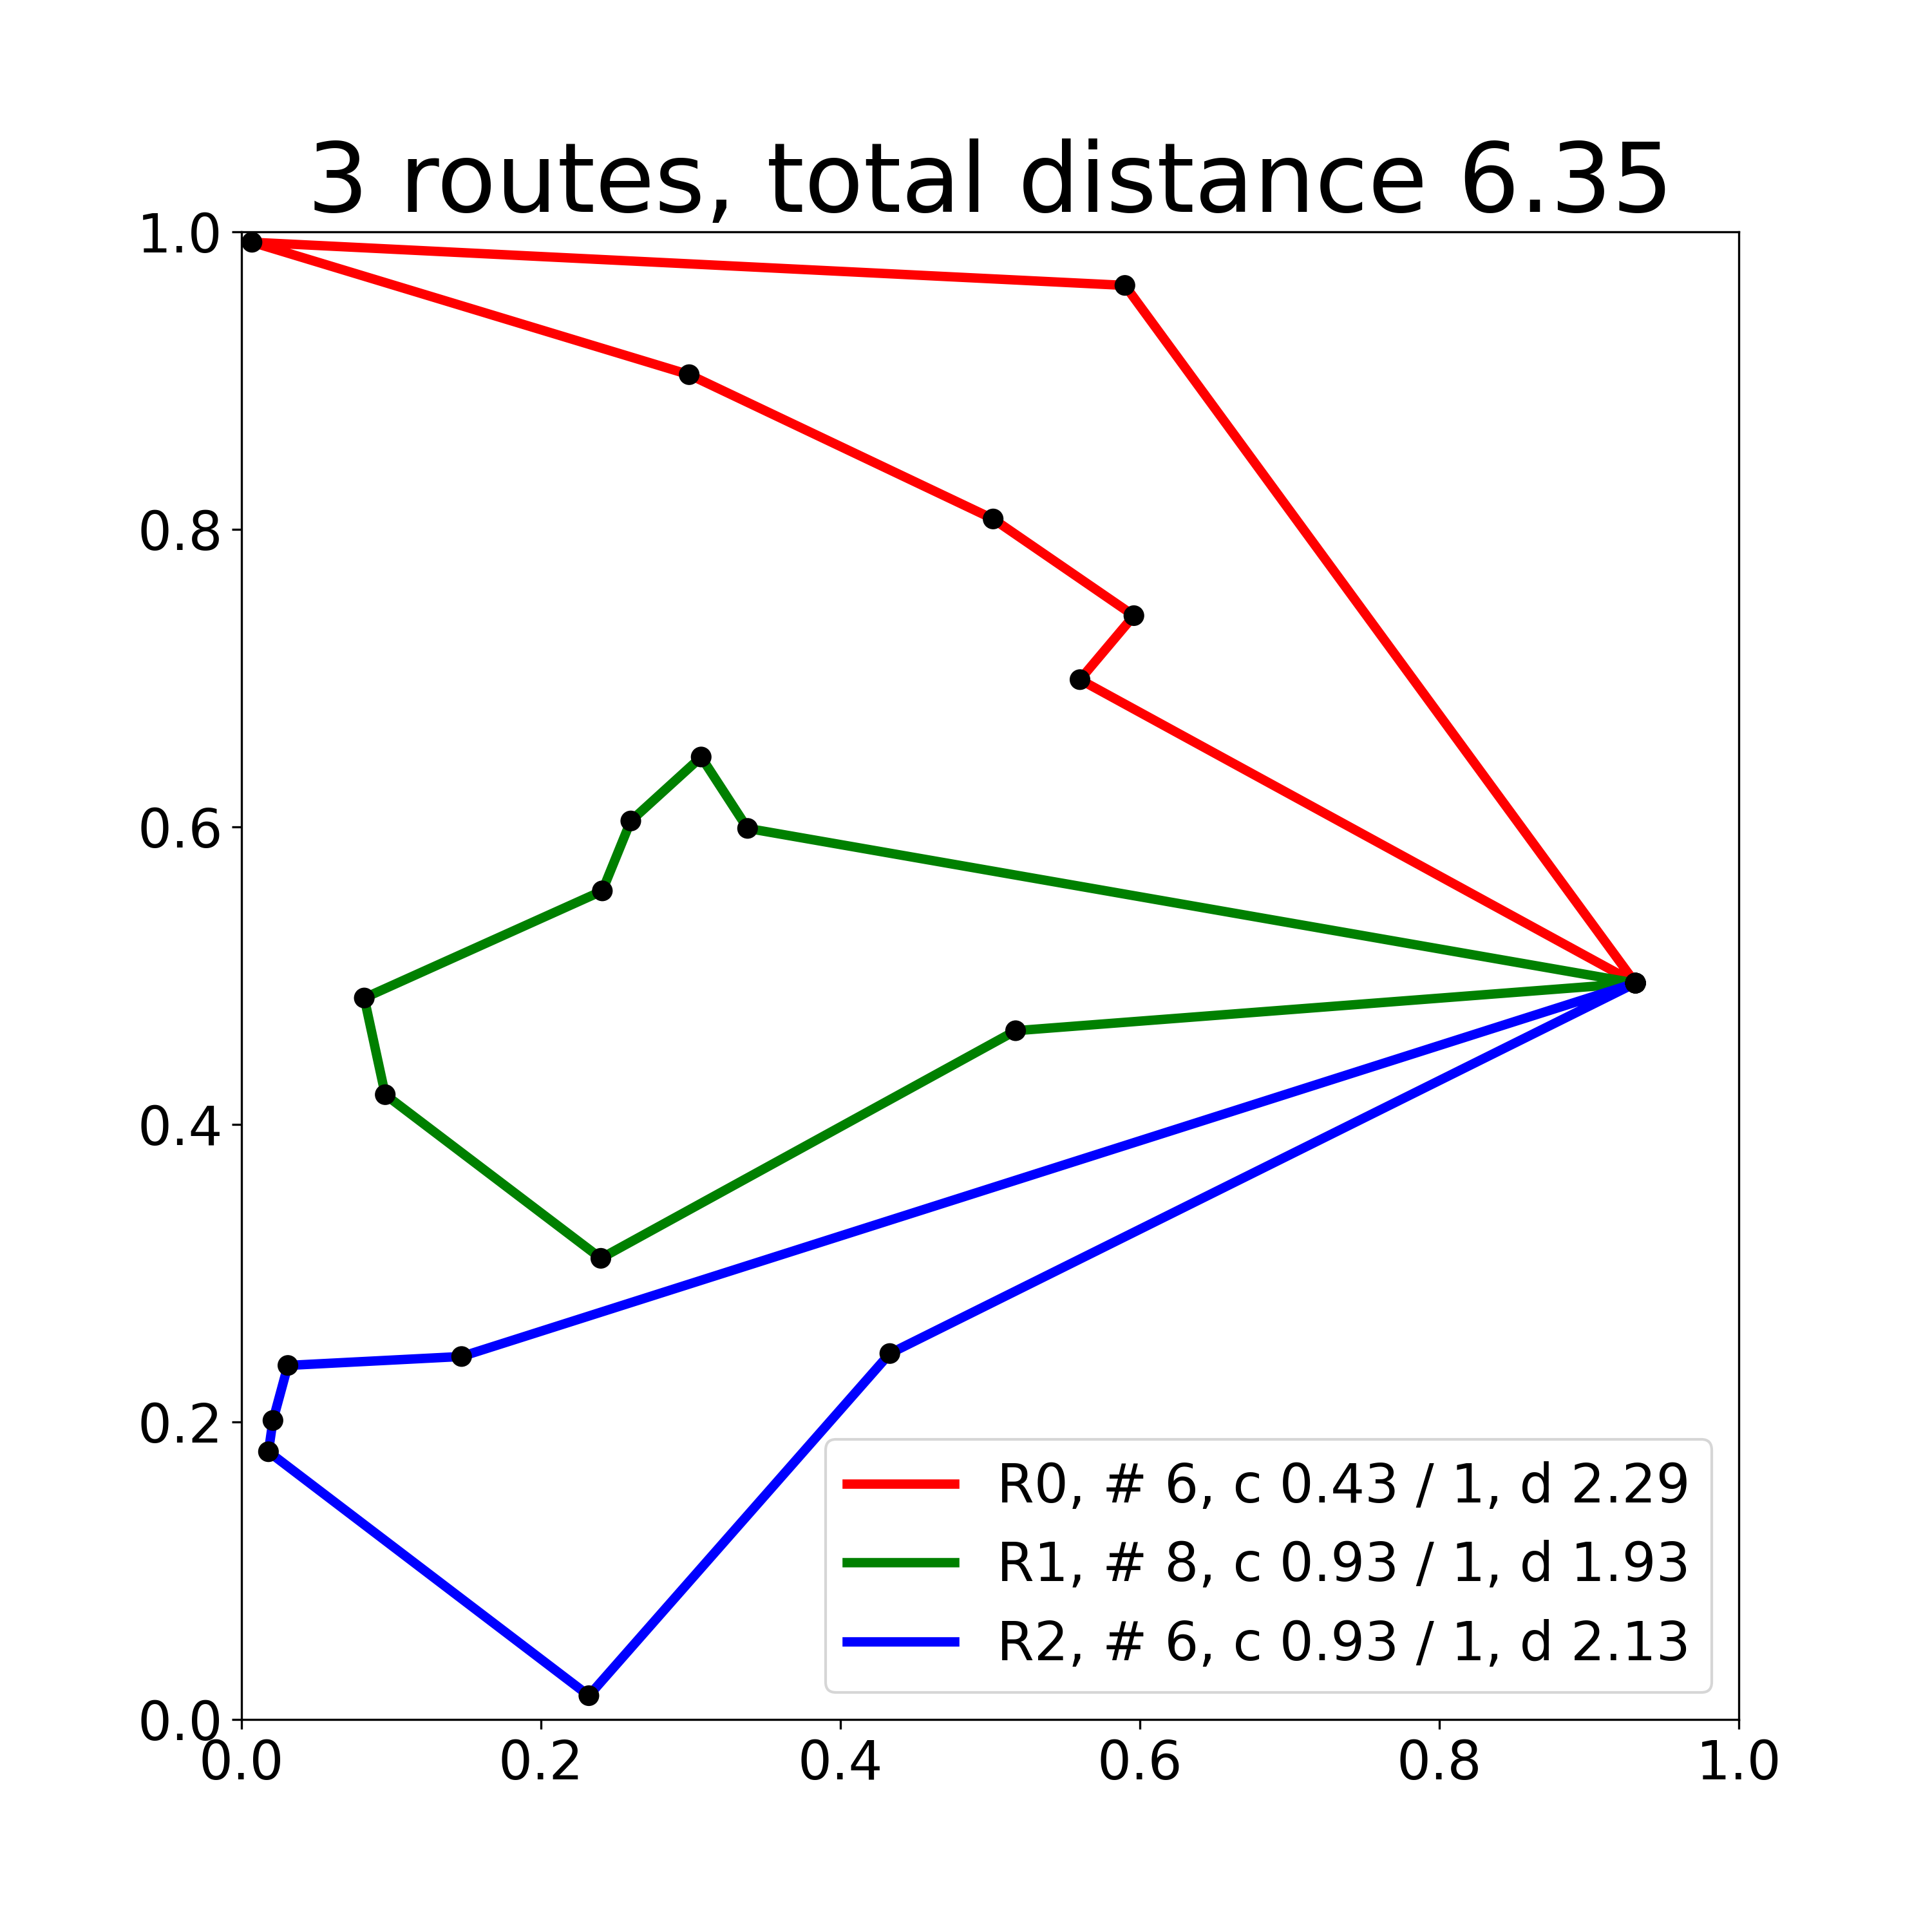 3 routes, total distance 6.35
1.0
0.8
0.6
0.4
0.2
0.0
0.0 0.2 0.4 0.6 0.8 1.0
R0, # 6, c 0.43 / 1, d 2.29
R1, # 8, c 0.93 / 1, d 1.93
R2, # 6, c 0.93 / 1, d 2.13